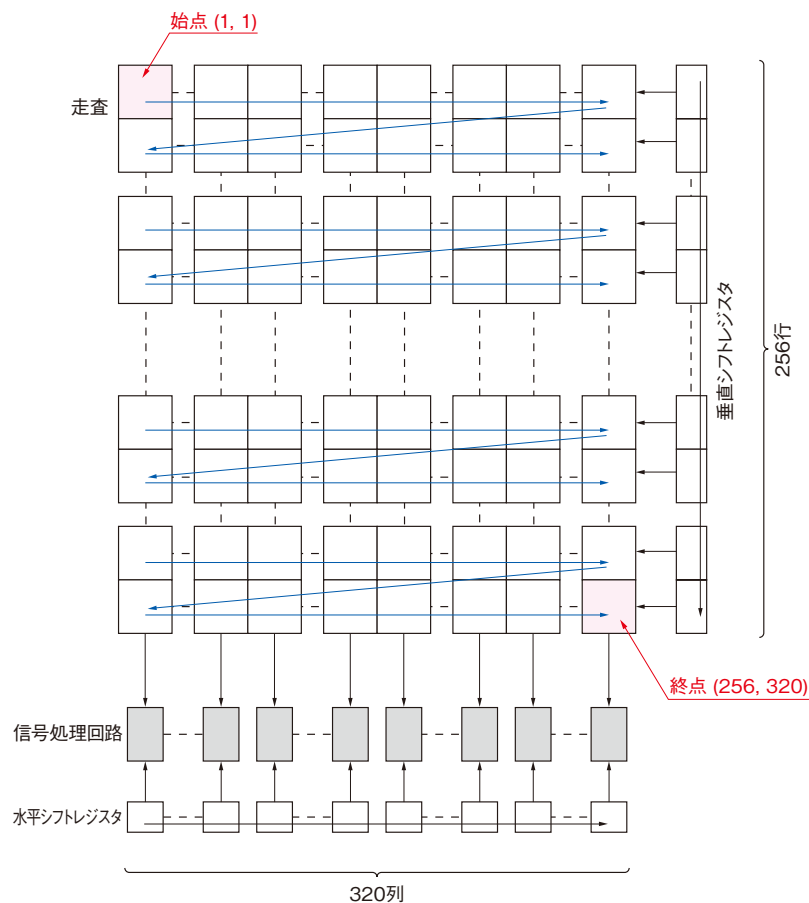 始点 (1, 1)
走査
垂直シフトレジスタ
256行
終点 (256, 320)
信号処理回路
水平シフトレジスタ
320列